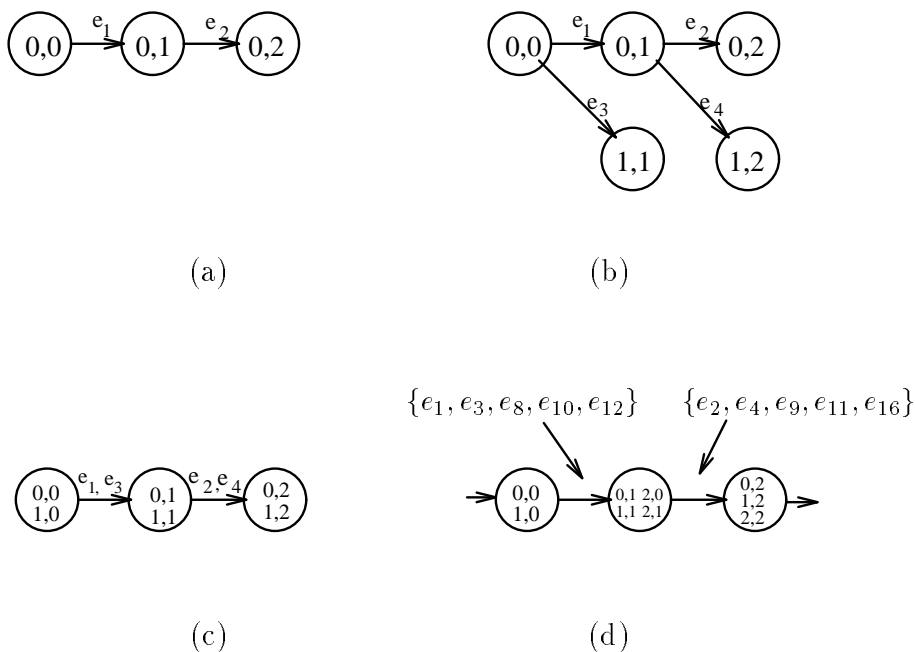 e1 e2
0,0 0,1 0,2
e1 e2
0,0 0,1 0,2
e3 e4
1,1 1,2
(a) (b)
{e1, e3, e8, e10, e12} {e2, e4, e9, e11, e16}
e1, e3 e2, e4
0,0 0,1 0,2
1,0 1,1 1,2
0,0 0,1 2,0 0,2
1,0 1,1 2,1 1,2
2,2
(c) (d)